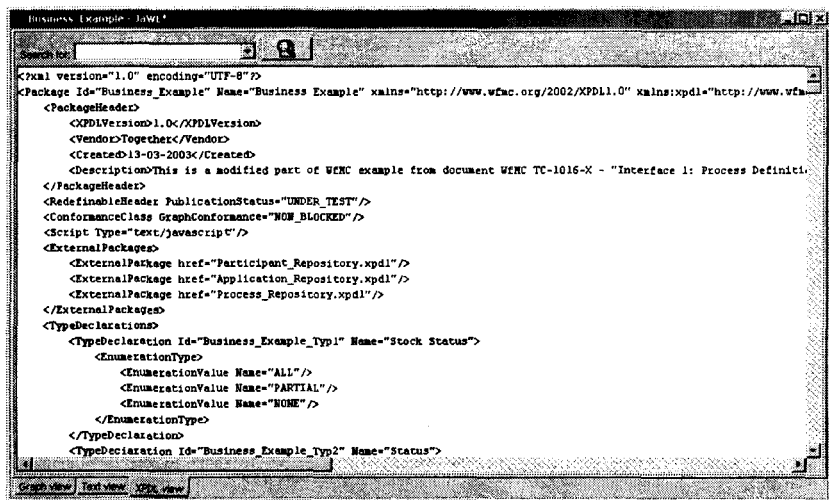 Business Example - JaWE*
Search for:
<?xml version="1.0" encoding="UTF-8"?>
<Package Id="Business_Example" Name="Business Example" xmlns="http://www.wfmc.org/2002/XPDL1.0" xmlns:xpdl="http://www.wfm
<PackageHeader>
<XPDLVersion>1.0</XPDLVersion>
<Vendor>Together</Vendor>
<Created>13-03-2003</Created>
<Description>This is a modified part of WfMC example from document WfMC TC-1016-X - "Interface 1: Process Definiti
</PackageHeader>
<RedefinableHeader PublicationStatus="UNDER_TEST"/>
<ConformanceClass GraphConformance="NON_BLOCKED"/>
<Script Type="text/javascript"/>
<ExternalPackages>
<ExternalPackage href="Participant_Repository.xpdl"/>
<ExternalPackage href="Application_Repository.xpdl"/>
<ExternalPackage href="Process_Repository.xpdl"/>
</ExternalPackages>
<TypeDeclarations>
<TypeDeclaration Id="Business_Example_Typ1" Name="Stock Status">
<EnumerationType>
<EnumerationValue Name="ALL"/>
<EnumerationValue Name="PARTIAL"/>
<EnumerationValue Name="NONE"/>
</EnumerationType>
</TypeDeclaration>
<TypeDeclaration Id="Business_Example_Typ2" Name="Status">
Graph view Text view XPDL view